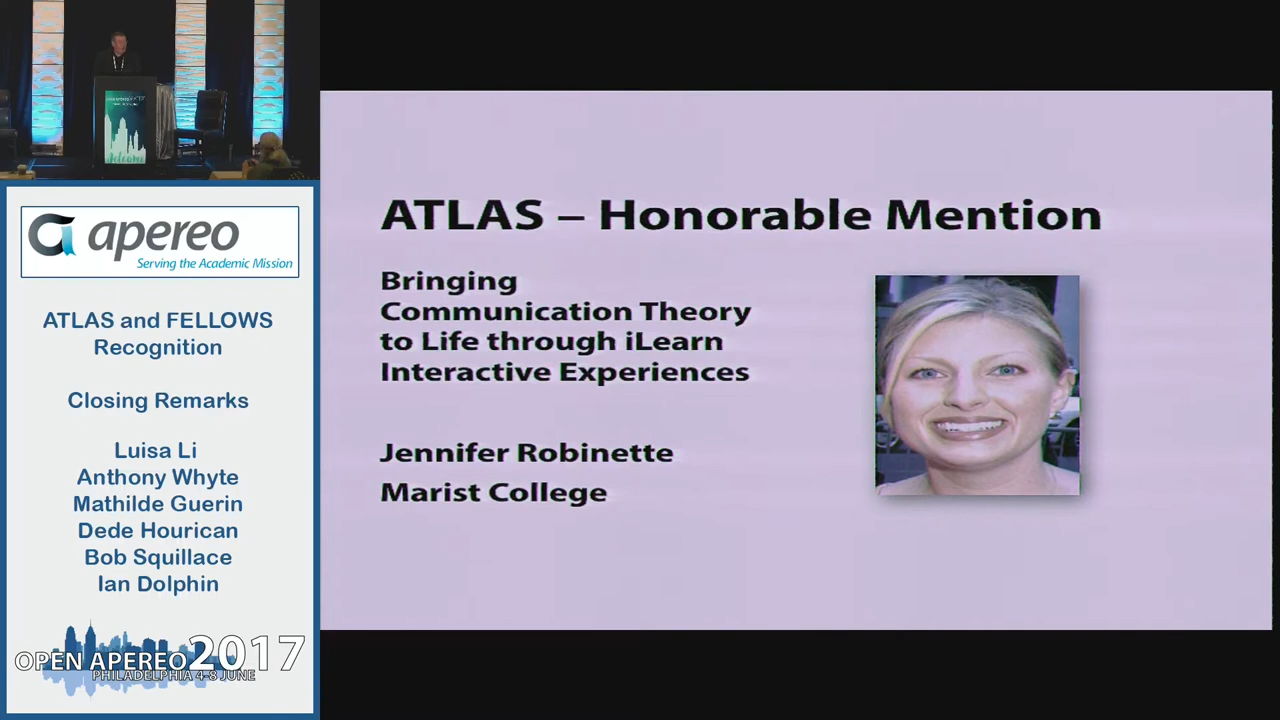 apereo
Serving the Academic Mission
ATLAS and FELLOWS
Recognition
Closing Remarks
Luisa Li
Anthony Whyte
Mathilde Guerin
Dede Hourican
Bob Squillace
Ian Dolphin
OPEN APEREO 2017
PHILADELPHIA 4-8 JUNE
ATLAS – Honorable Mention
Bringing
Communication Theory
to Life through iLearn
Interactive Experiences
Jennifer Robinette
Marist College